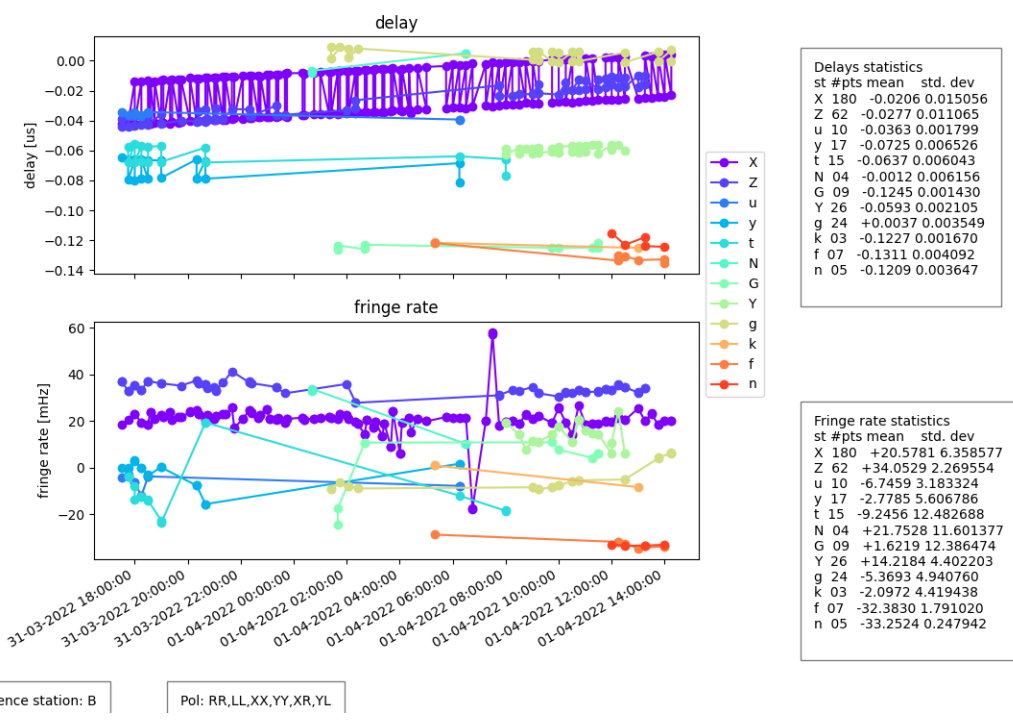 delay
0.00
−0.02
−0.04
−0.06
−0.08
−0.10
−0.12
−0.14
delay [us]
Delays statistics
st #pts mean std. dev
X 180 -0.0206 0.015056
Z 62 -0.0277 0.011065
u 10 -0.0363 0.001799
y 17 -0.0725 0.006526
t 15 -0.0637 0.006043
N 04 -0.0012 0.006156
G 09 -0.1245 0.001430
Y 26 -0.0593 0.002105
g 24 +0.0037 0.003549
k 03 -0.1227 0.001670
f 07 -0.1311 0.004092
n 05 -0.1209 0.003647
X
Z
u
y
t
N
G
Y
g
k
f
n
fringe rate
60
40
20
0
−20
fringe rate [mHz]
31-03-2022 18:00:00
31-03-2022 20:00:00
31-03-2022 22:00:00
01-04-2022 00:00:00
01-04-2022 02:00:00
01-04-2022 04:00:00
01-04-2022 06:00:00
01-04-2022 08:00:00
01-04-2022 10:00:00
01-04-2022 12:00:00
01-04-2022 14:00:00
Fringe rate statistics
st #pts mean std. dev
X 180 +20.5781 6.358577
Z 62 +34.0529 2.269554
u 10 -6.7459 3.183324
y 17 -2.7785 5.606786
t 15 -9.2456 12.482688
N 04 +21.7528 11.601377
G 09 +1.6219 12.386474
Y 26 +14.2184 4.402203
g 24 -5.3693 4.940760
k 03 -2.0972 4.419438
f 07 -32.3830 1.791020
n 05 -33.2524 0.247942
ence station: B
Pol: RR,LL,XX,YY,XR,YL